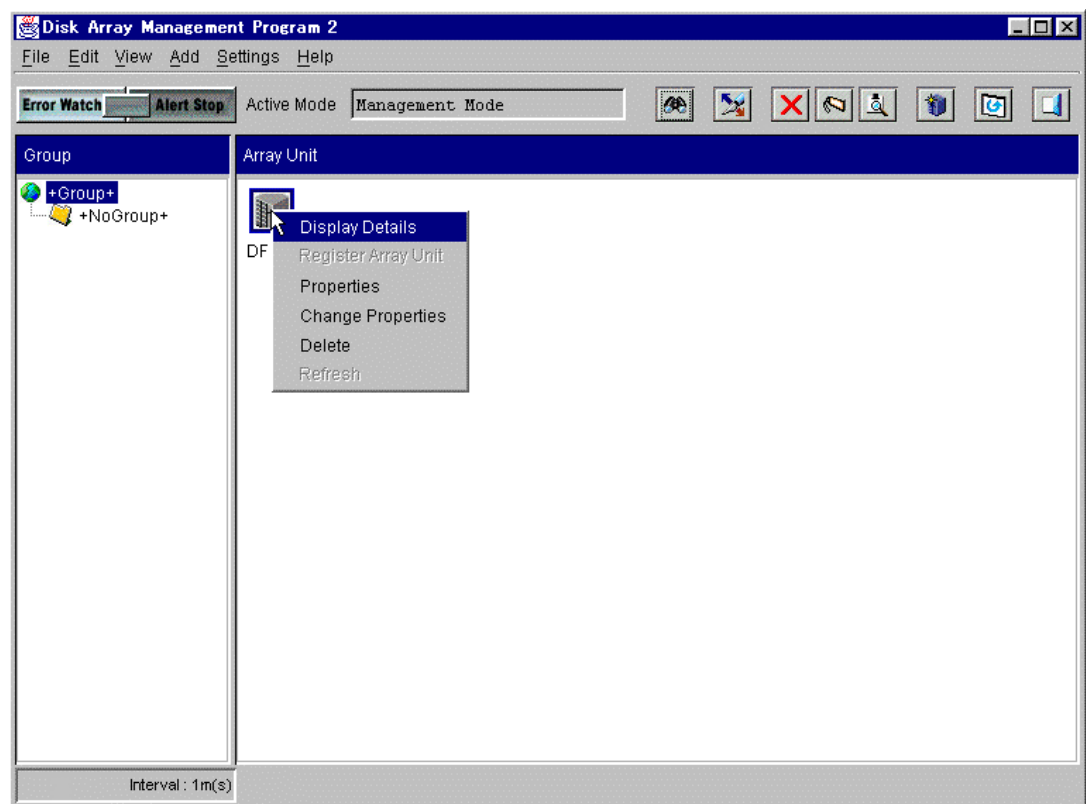 Disk Array Management Program 2
File Edit View Add Settings Help
Error Watch Alert Stop Active Mode Management Mode
Group
Array Unit
+Group+
+NoGroup+
DF
Display Details
Register Array Unit
Properties
Change Properties
Delete
Refresh
Interval : 1m(s)